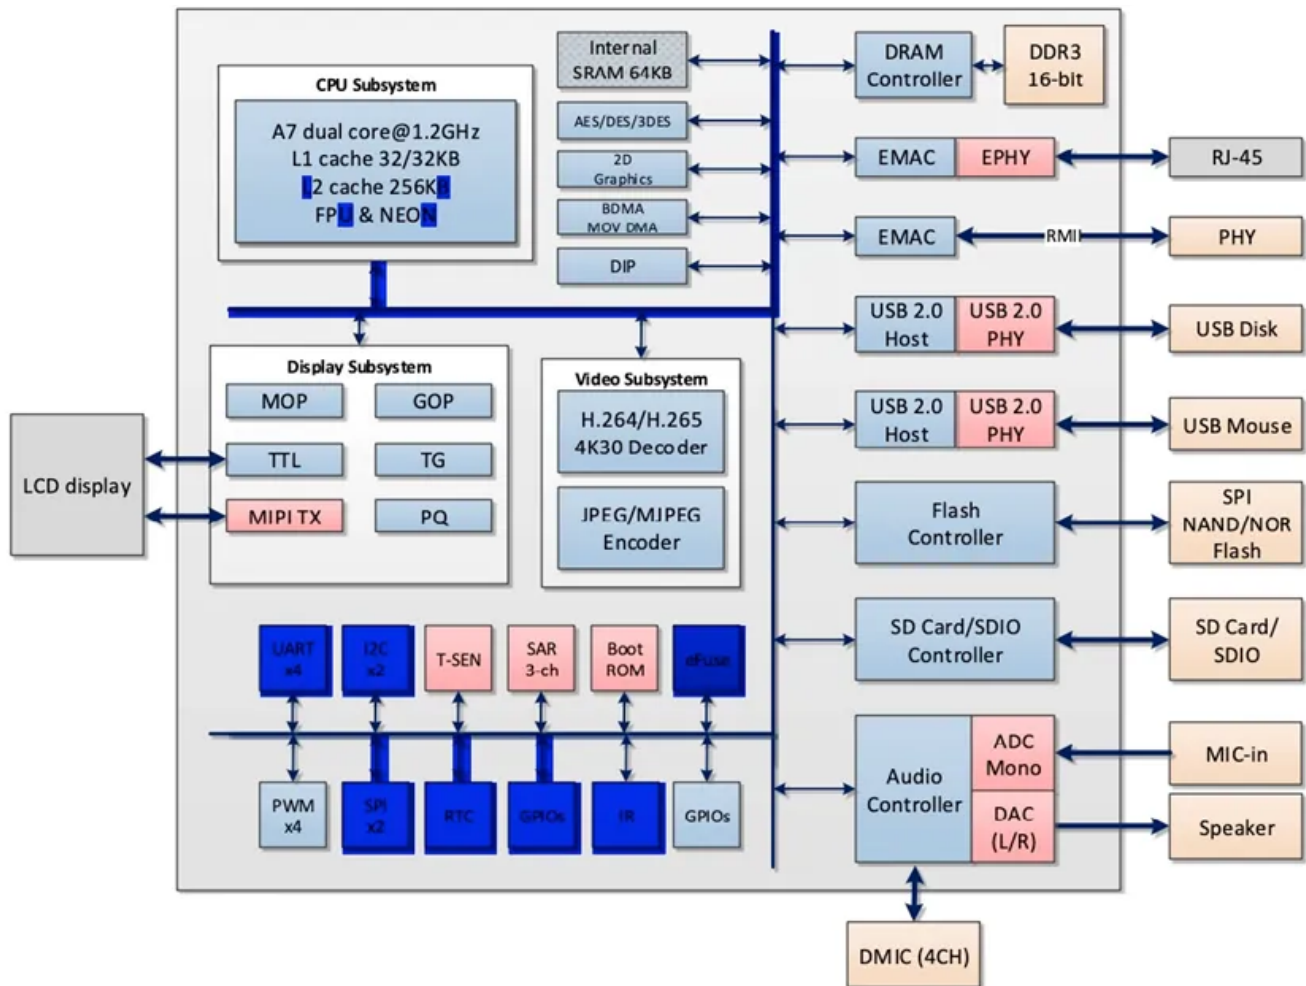 CPU Subsystem
A7 dual core@1.2GHz
L1 cache 32/32KB
L2 cache 256KB
FPU & NEON
Internal
SRAM 64KB
AES/DES/3DES
2D
Graphics
BDMA
MOV DMA
DIP
DRAM
Controller
DDR3
16-bit
EMAC
EPHY
RJ-45
EMAC
RMII
PHY
USB 2.0
Host
USB 2.0
PHY
USB Disk
USB 2.0
Host
USB 2.0
PHY
USB Mouse
Flash
Controller
SPI
NAND/NOR
Flash
SD Card/SDIO
Controller
SD Card/
SDIO
Audio
Controller
ADC
Mono
DAC
(L/R)
MIC-in
Speaker
DMIC (4CH)
LCD display
Display Subsystem
MOP
GOP
TTL
TG
MIPI TX
PQ
Video Subsystem
H.264/H.265
4K30 Decoder
JPEG/MJPEG
Encoder
UART
x4
I2C
x2
T-SEN
SAR
3-ch
Boot
ROM
eFuse
PWM
x4
SPI
x2
RTC
GPIOs
IR
GPIOs